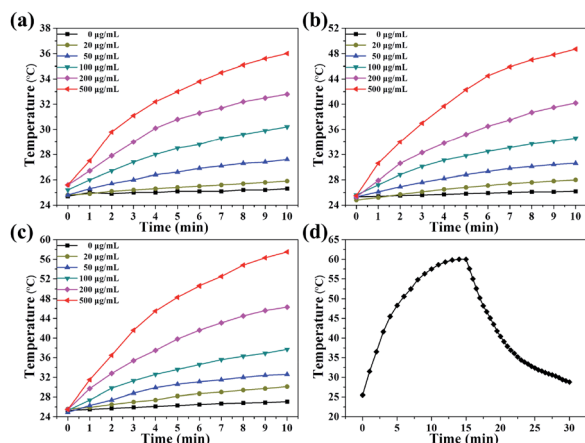 (a)
38
36
34
32
30
28
26
24
0 μg/mL
20 μg/mL
50 μg/mL
100 μg/mL
200 μg/mL
500 μg/mL
Temperature (°C)
0 1 2 3 4 5 6 7 8 9 10
Time (min)
(b)
52
48
44
40
36
32
28
24
0 μg/mL
20 μg/mL
50 μg/mL
100 μg/mL
200 μg/mL
500 μg/mL
Temperature (°C)
0 1 2 3 4 5 6 7 8 9 10
Time (min)
(c)
60
56
52
48
44
40
36
32
28
24
0 μg/mL
20 μg/mL
50 μg/mL
100 μg/mL
200 μg/mL
500 μg/mL
Temperature (°C)
0 1 2 3 4 5 6 7 8 9 10
Time (min)
(d)
70
65
60
55
50
45
40
35
30
25
20
Temperature (°C)
0 5 10 15 20 25 30
Time (min)